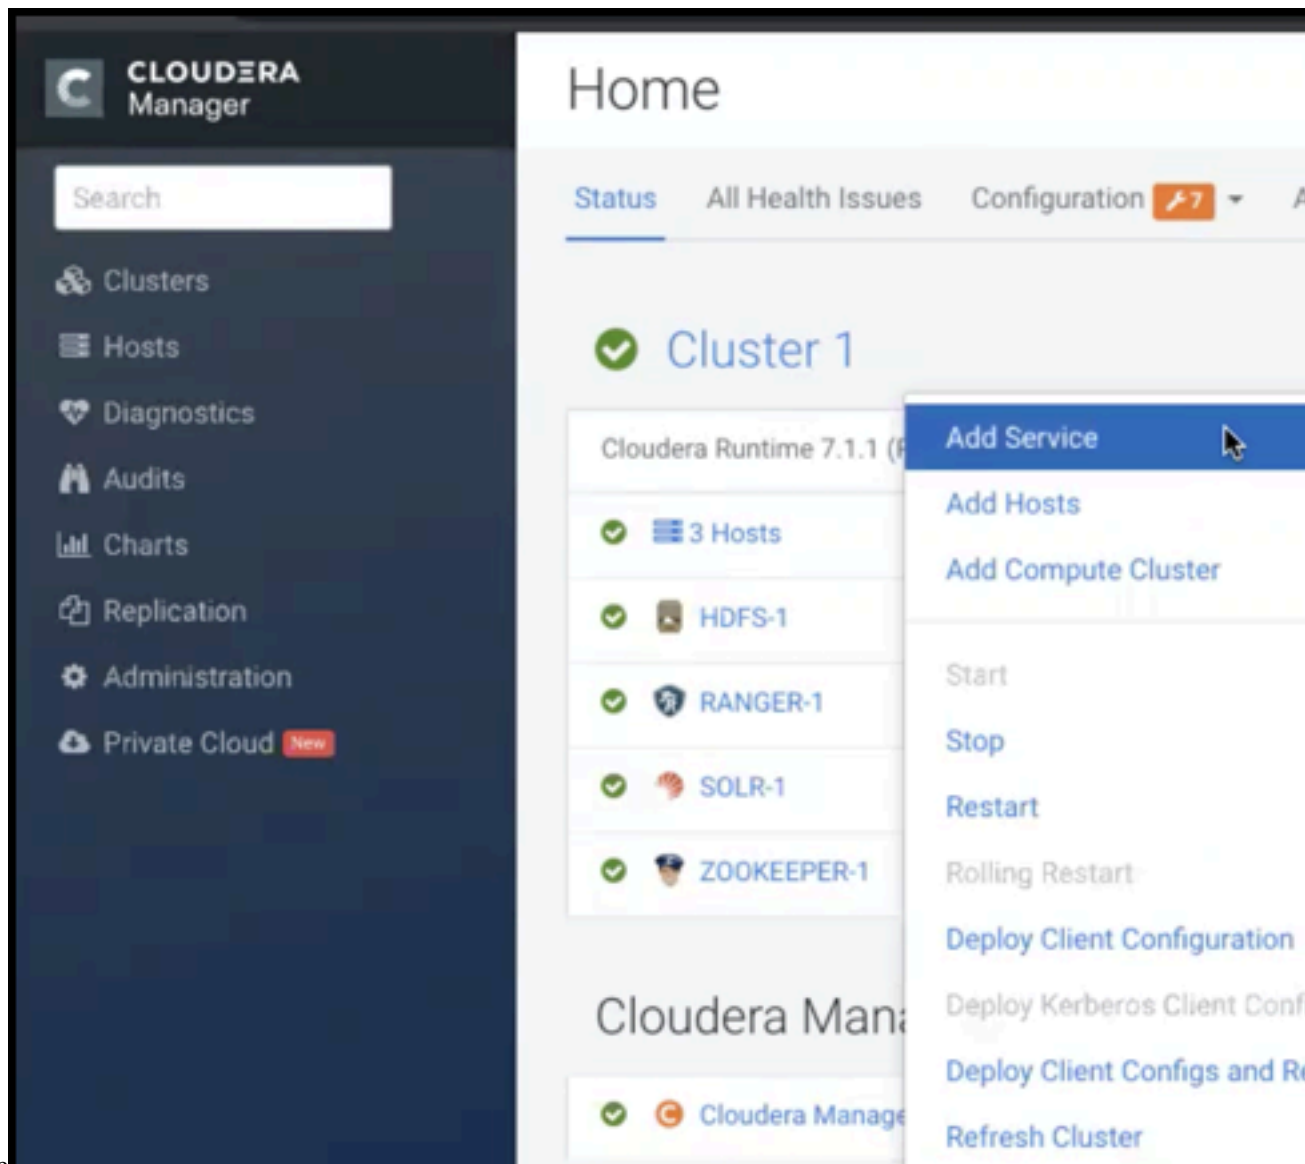 CLOUDERA
Manager
Search
Clusters
Hosts
Diagnostics
Audits
Charts
Replication
Administration
Private Cloud New
Home
Status All Health Issues Configuration 7
Cluster 1
Cloudera Runtime 7.1.1
3 Hosts
HDFS-1
RANGER-1
SOLR-1
ZOOKEEPER-1
Cloudera
Cloudera
Add Service
Add Hosts
Add Compute Cluster
Start
Stop
Restart
Rolling Restart
Deploy Client Configuration
Deploy Kerberos Client
Deploy Client Configs and
Refresh Cluster